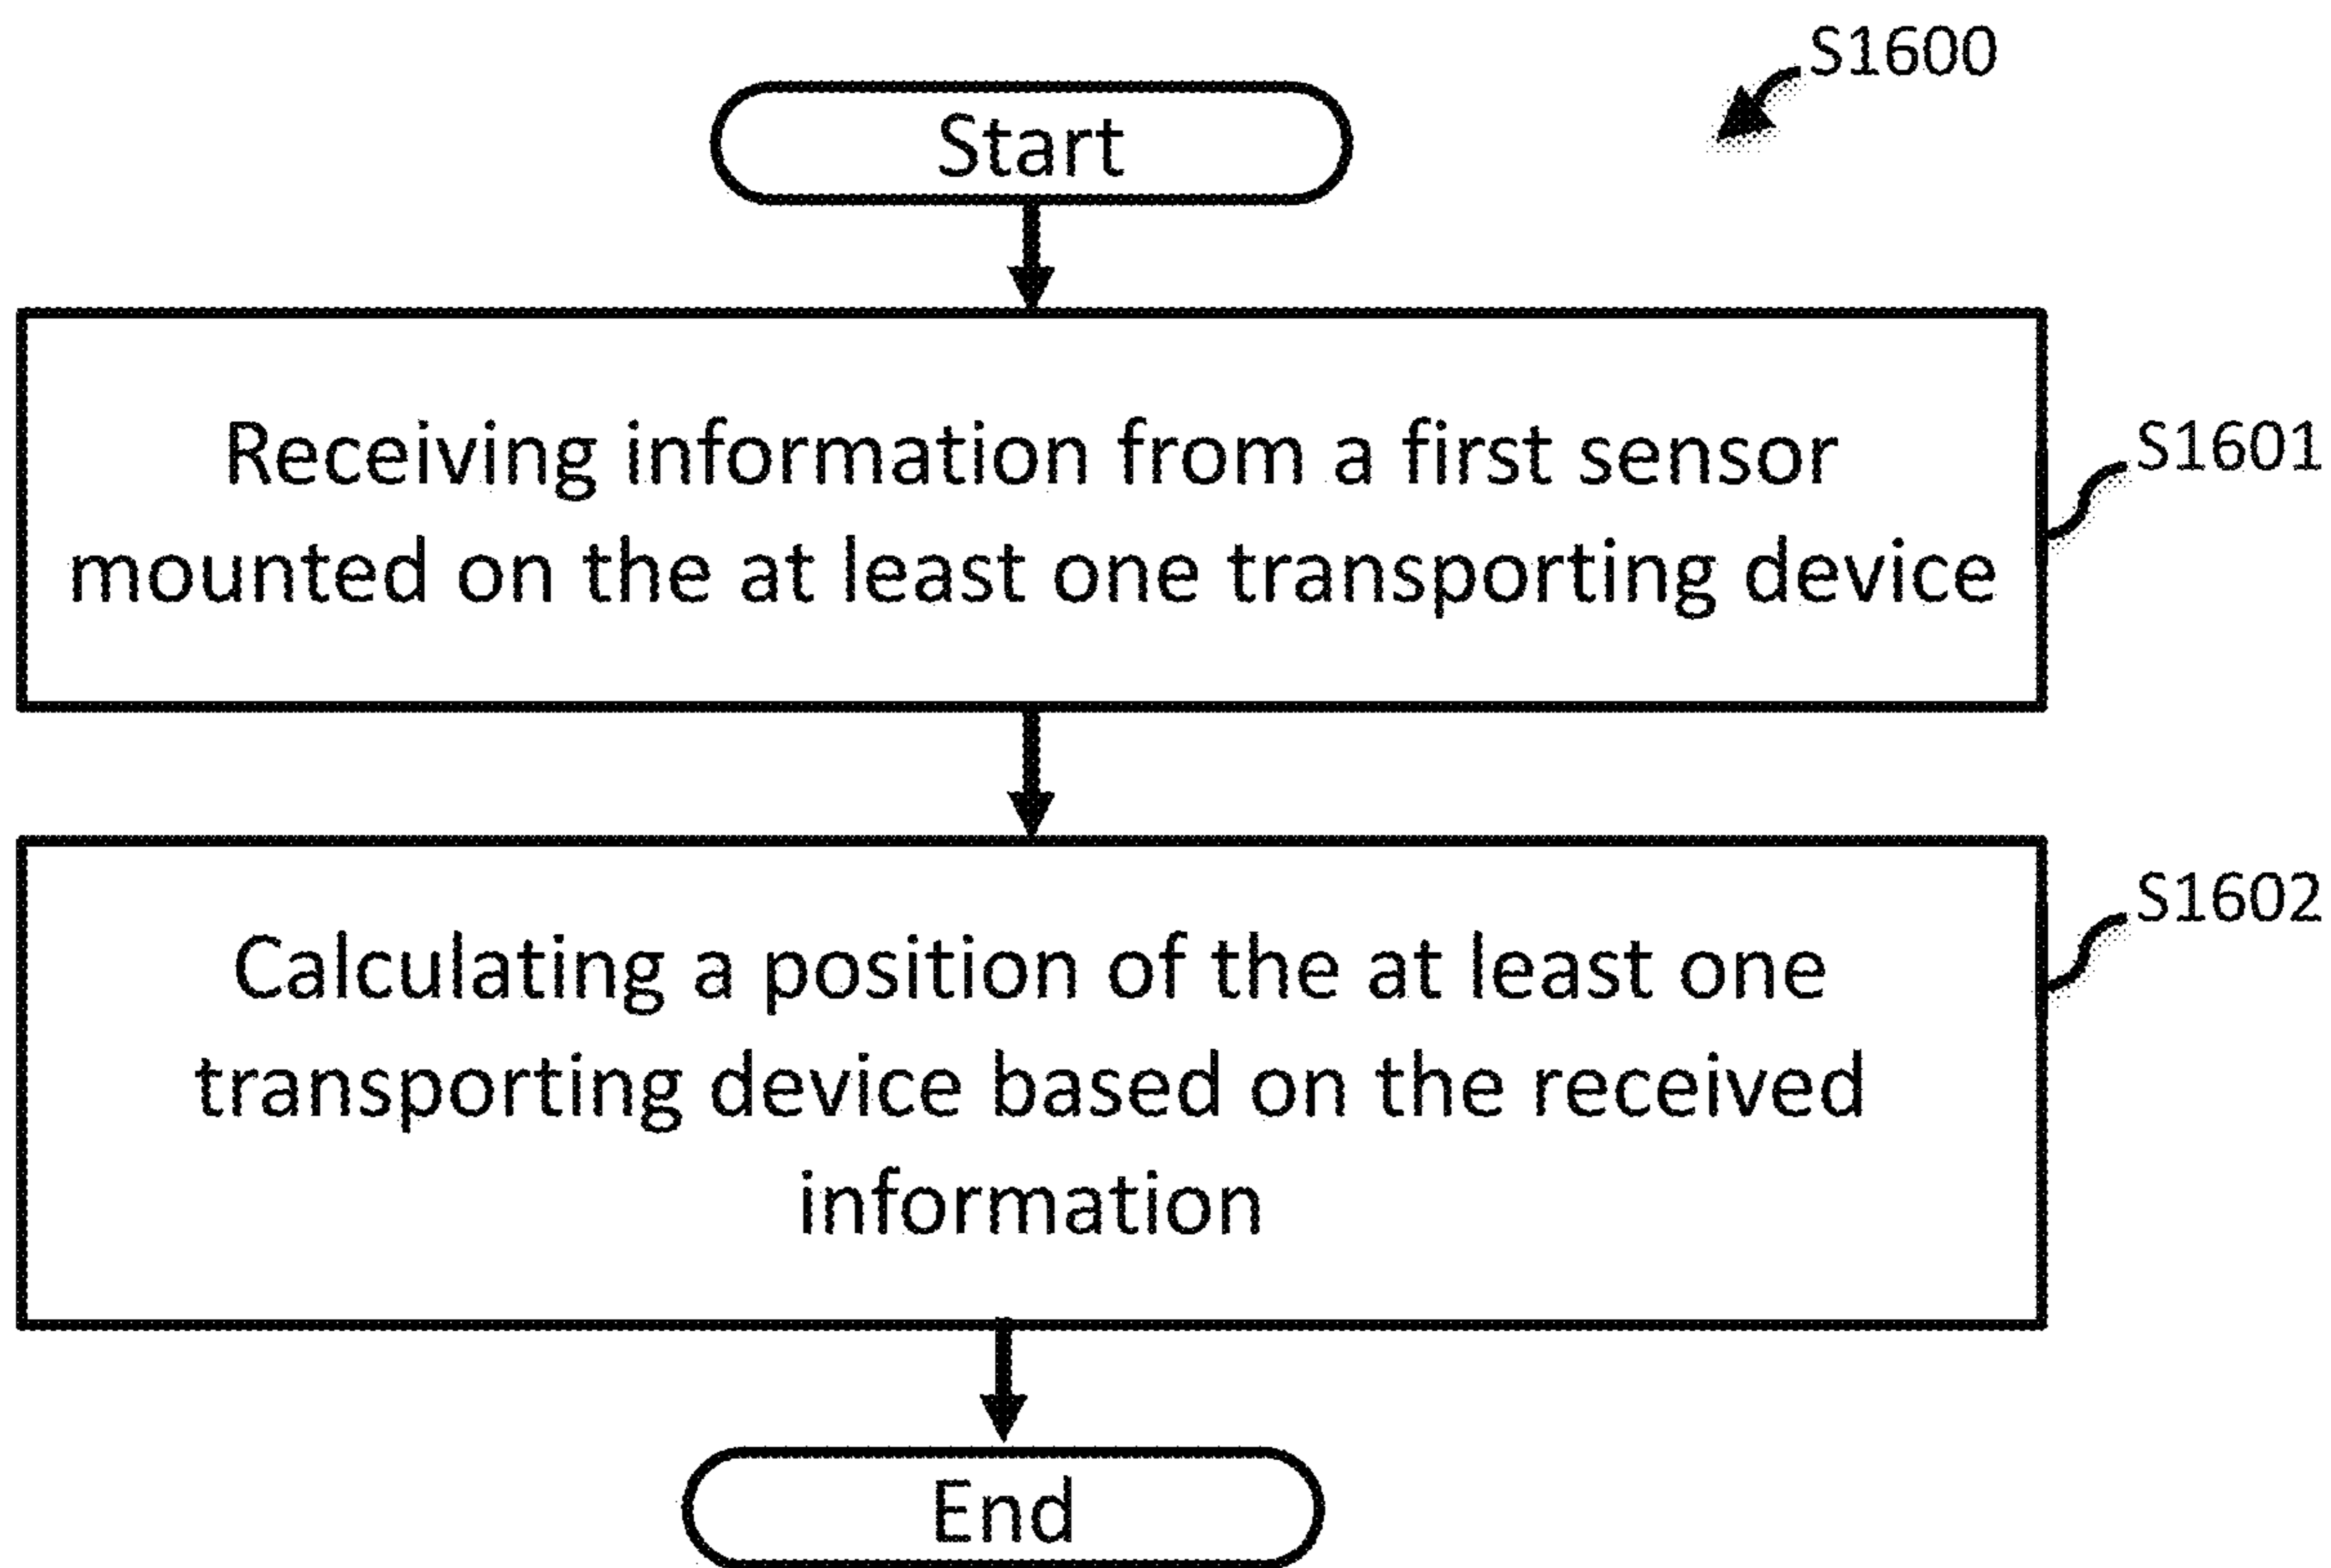 S1600
Start
Receiving information from a first sensor
mounted on the at least one transporting device
S1601
Calculating a position of the at least one
transporting device based on the received
information
S1602
End